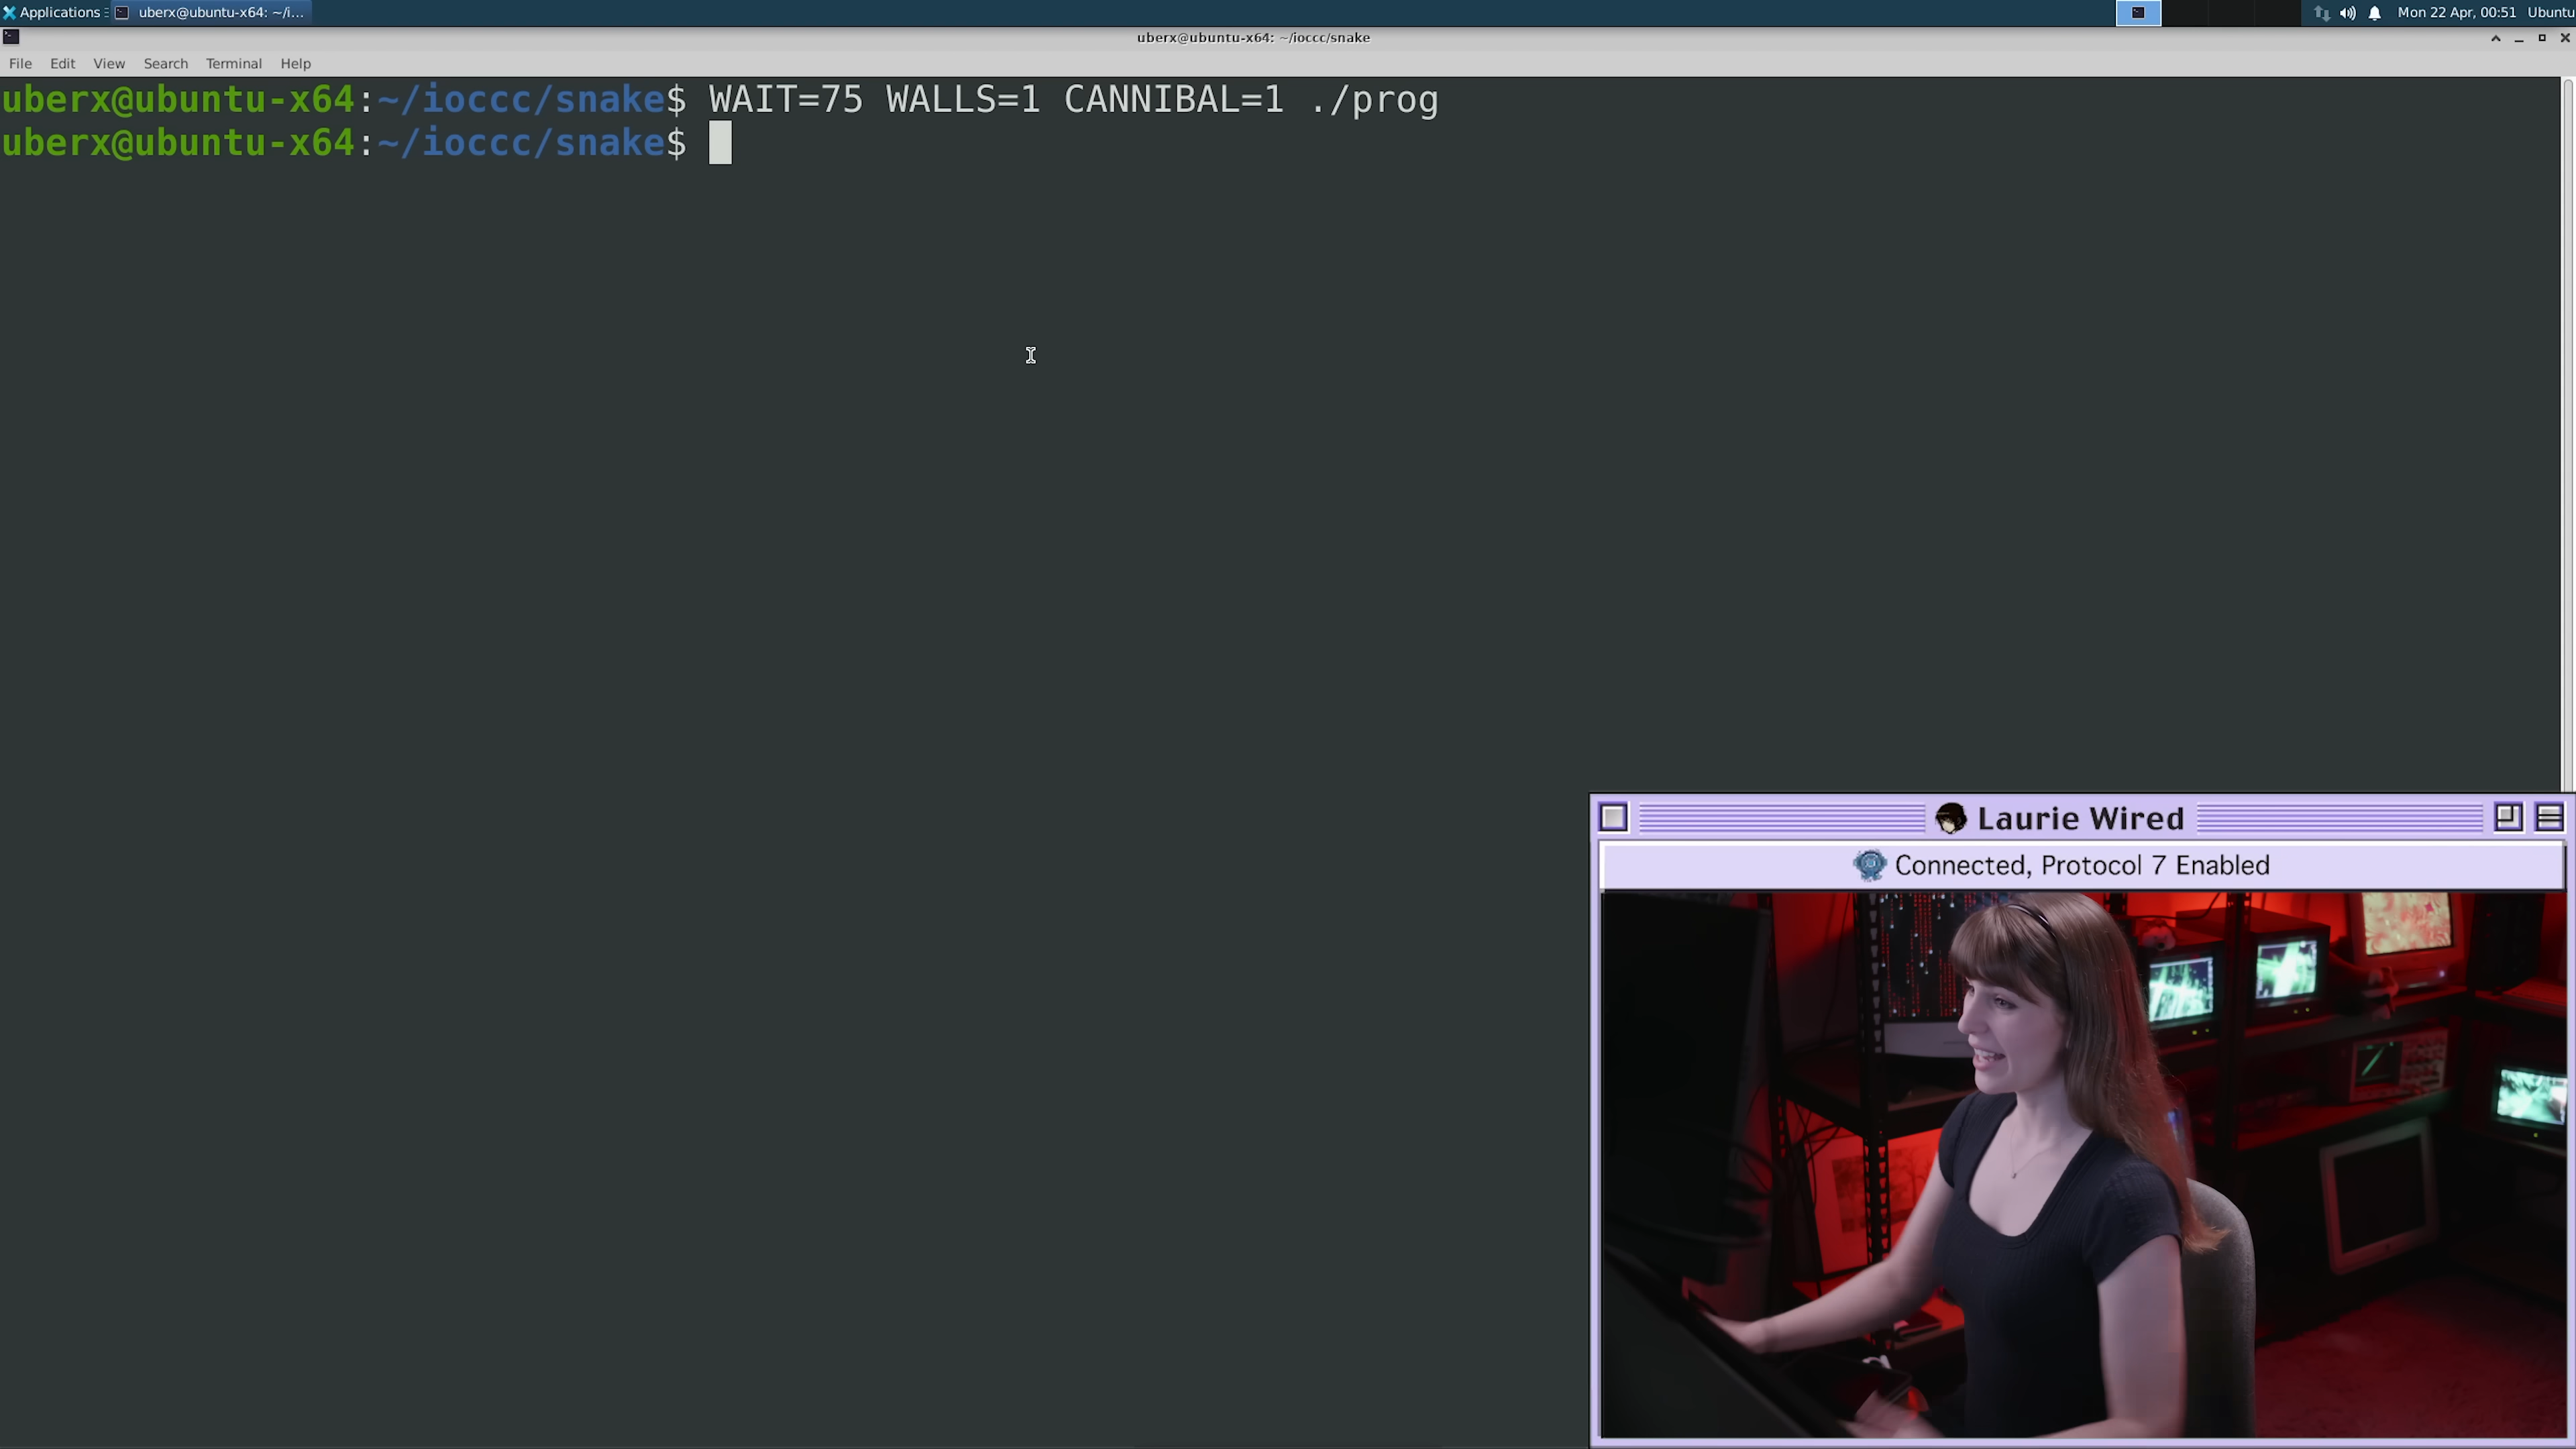 Applications
uberx@ubuntu-x64: ~/i...
Mon 22 Apr, 00:51 Ubuntu
uberx@ubuntu-x64: ~/ioccc/snake
File Edit View Search Terminal Help
uberx@ubuntu-x64:~/ioccc/snake$ WAIT=75 WALLS=1 CANNIBAL=1 ./prog
uberx@ubuntu-x64:~/ioccc/snake$
Laurie Wired
Connected, Protocol 7 Enabled